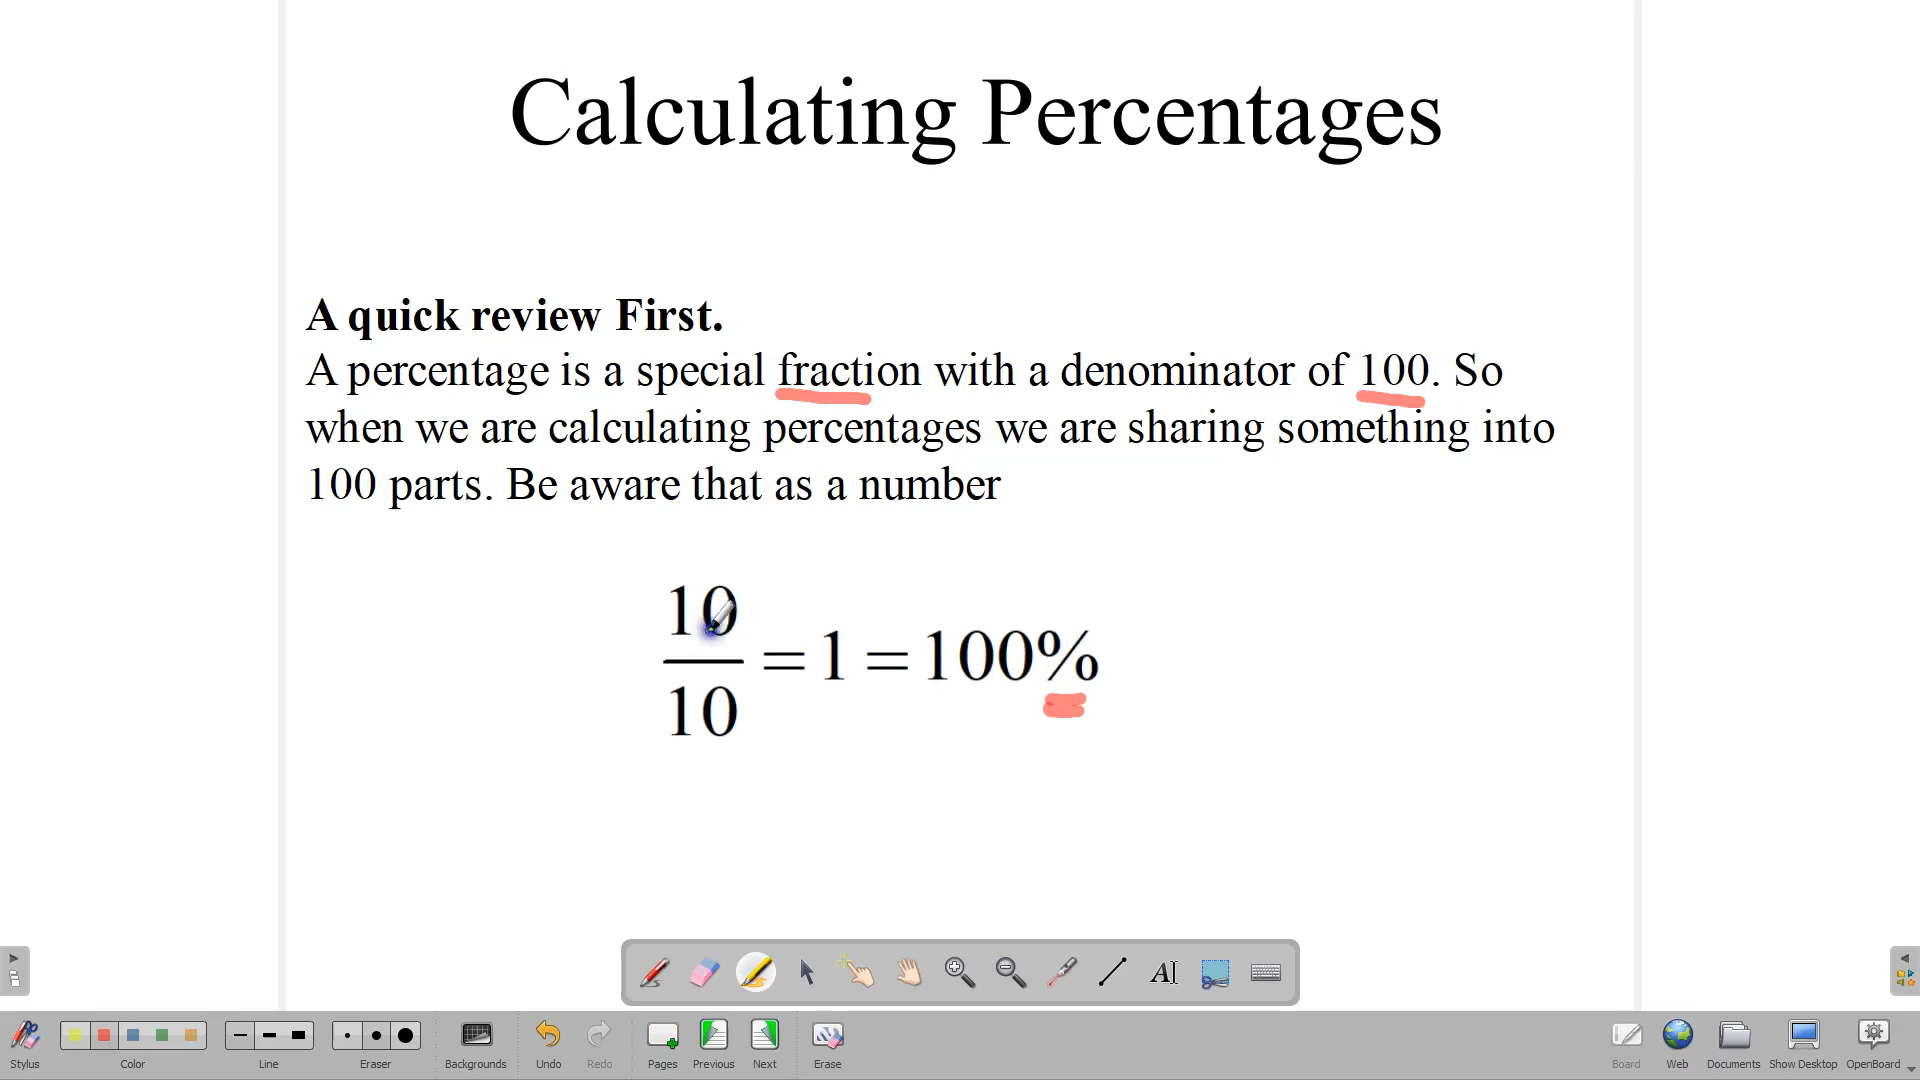 Calculating Percentages
A quick review First.
A percentage is a special fraction with a denominator of 100. So
when we are calculating percentages we are sharing something into
100 parts. Be aware that as a number
10
10
=1=100%
AI
Stylus
Color
Line
Eraser
Backgrounds
Undo
Redo
Pages
Previous
Next
Erase
Board
Web
Documents
Show Desktop
OpenBoard